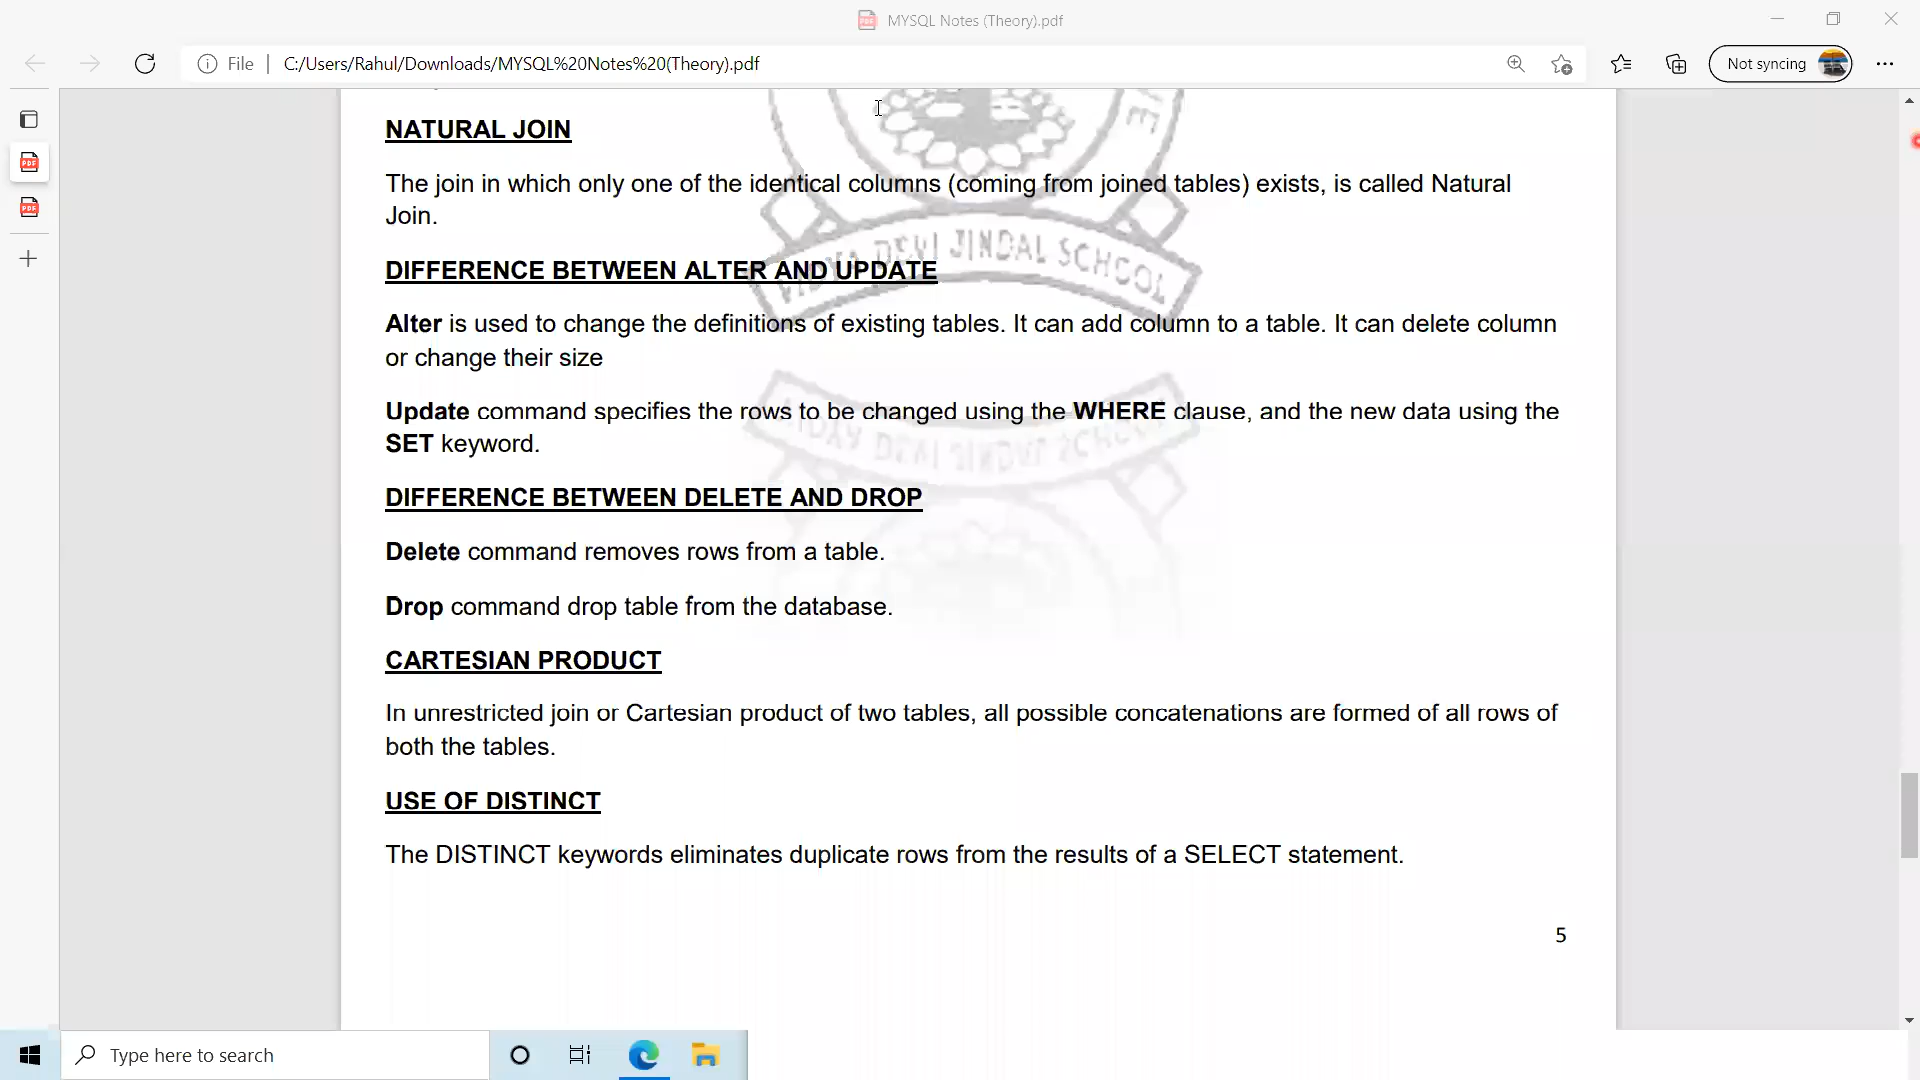 MYSQL Notes (Theory).pdf
File
C:/Users/Rahul/Downloads/MYSQL%20Notes%20(Theory).pdf
Not syncing
NATURAL JOIN
The join in which only one of the identical columns (coming from joined tables) exists, is called Natural
Join.
VIDYA DEVI JINDAL SCHOOL
DIFFERENCE BETWEEN ALTER AND UPDATE
Alter is used to change the definitions of existing tables. It can add column to a table. It can delete column
or change their size
Update command specifies the rows to be changed using the WHERE clause, and the new data using the
SET keyword.
DIFFERENCE BETWEEN DELETE AND DROP
Delete command removes rows from a table.
Drop command drop table from the database.
CARTESIAN PRODUCT
In unrestricted join or Cartesian product of two tables, all possible concatenations are formed of all rows of
both the tables.
USE OF DISTINCT
The DISTINCT keywords eliminates duplicate rows from the results of a SELECT statement.
5
Type here to search